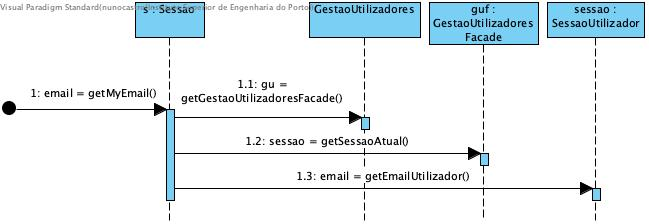 Visual Paradigm Standard(nunocas Superior de Engenharia do Porto)
s : Sessao
GestaoUtilizadores
guf :
GestaoUtilizadores
Facade
sessao :
SessaoUtilizador
1: email = getMyEmail()
1.1: gu =
getGestaoUtilizadoresFacade()
1.2: sessao = getSessaoAtual()
1.3: email = getEmailUtilizador()